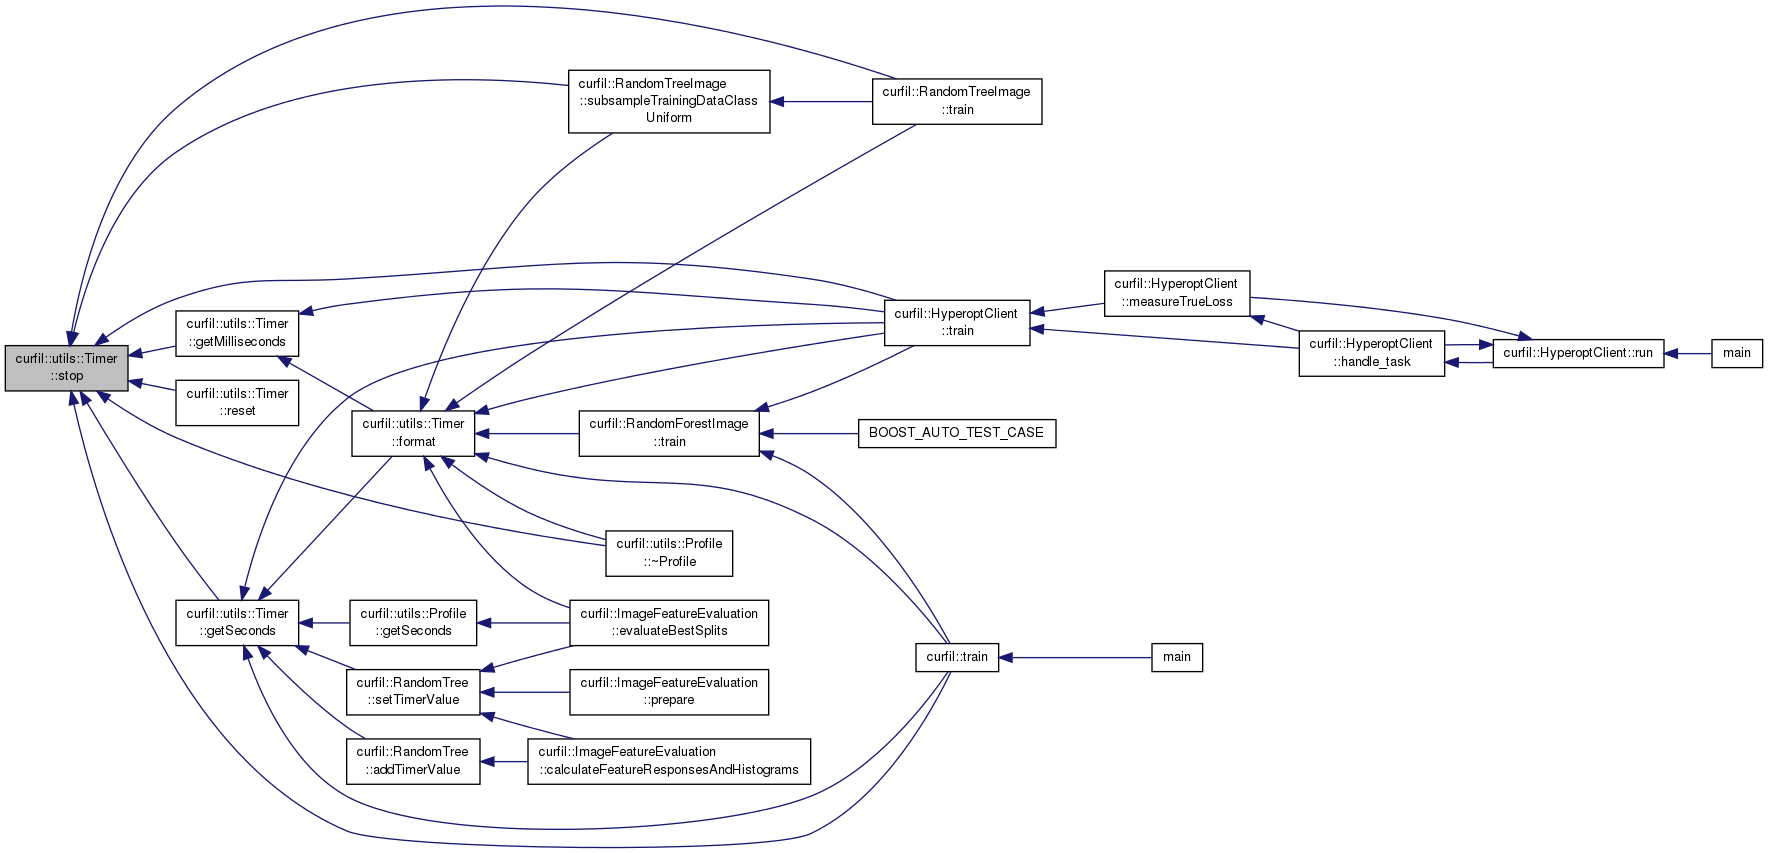 curfil::utils::Timer
::stop
curfil::utils::Timer
::getMilliseconds
curfil::utils::Timer
::reset
curfil::utils::Timer
::getSeconds
curfil::utils::Timer
::format
curfil::utils::Profile
::getSeconds
curfil::RandomTree
::setTimerValue
curfil::RandomTree
::addTimerValue
curfil::RandomTreeImage
::subsampleTrainingDataClass
Uniform
curfil::RandomForestImage
::train
curfil::utils::Profile
::~Profile
curfil::ImageFeatureEvaluation
::evaluateBestSplits
curfil::ImageFeatureEvaluation
::prepare
curfil::ImageFeatureEvaluation
::calculateFeatureResponsesAndHistograms
curfil::RandomTreeImage
::train
curfil::HyperoptClient
::train
BOOST_AUTO_TEST_CASE
curfil::train
curfil::HyperoptClient
::measureTrueLoss
main
curfil::HyperoptClient
::handle_task
curfil::HyperoptClient::run
main